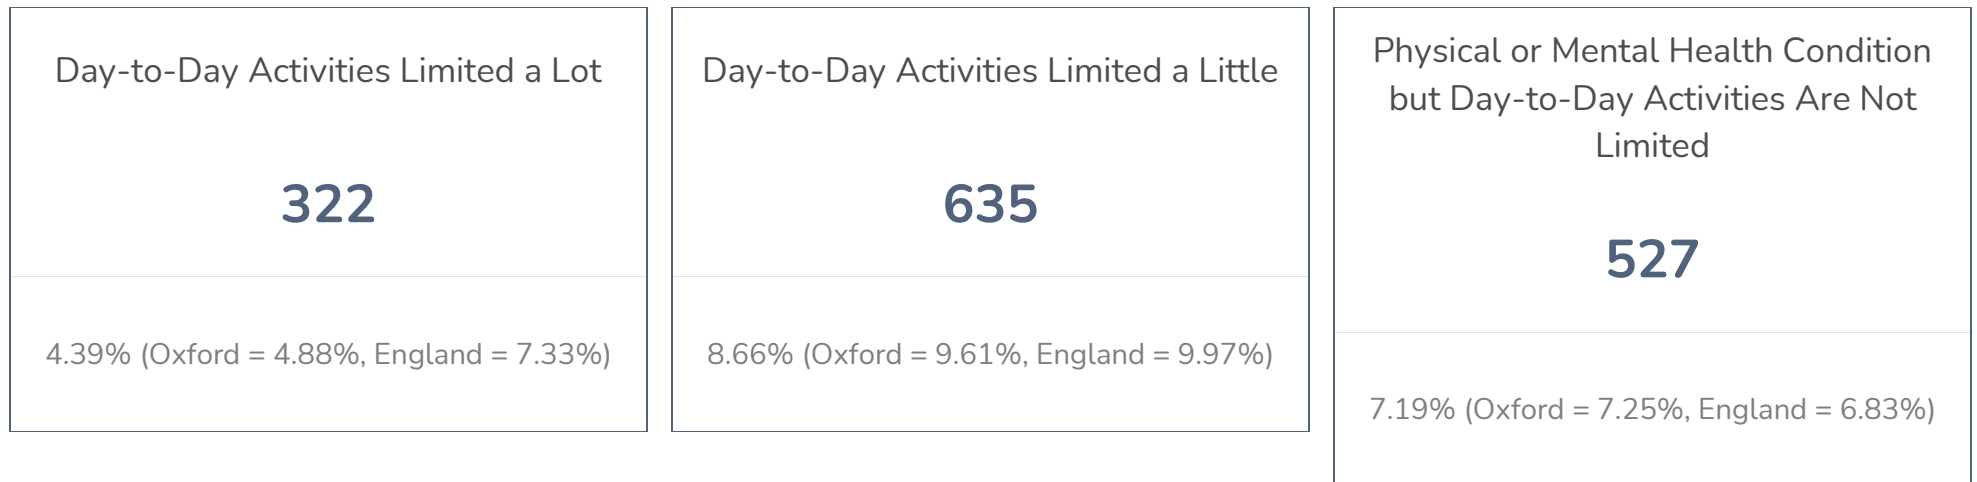 Day-to-Day Activities Limited a Lot
322
4.39% (Oxford = 4.88%, England = 7.33%)
Day-to-Day Activities Limited a Little
635
8.66% (Oxford = 9.61%, England = 9.97%)
Physical or Mental Health Condition
but Day-to-Day Activities Are Not
Limited
527
7.19% (Oxford = 7.25%, England = 6.83%)